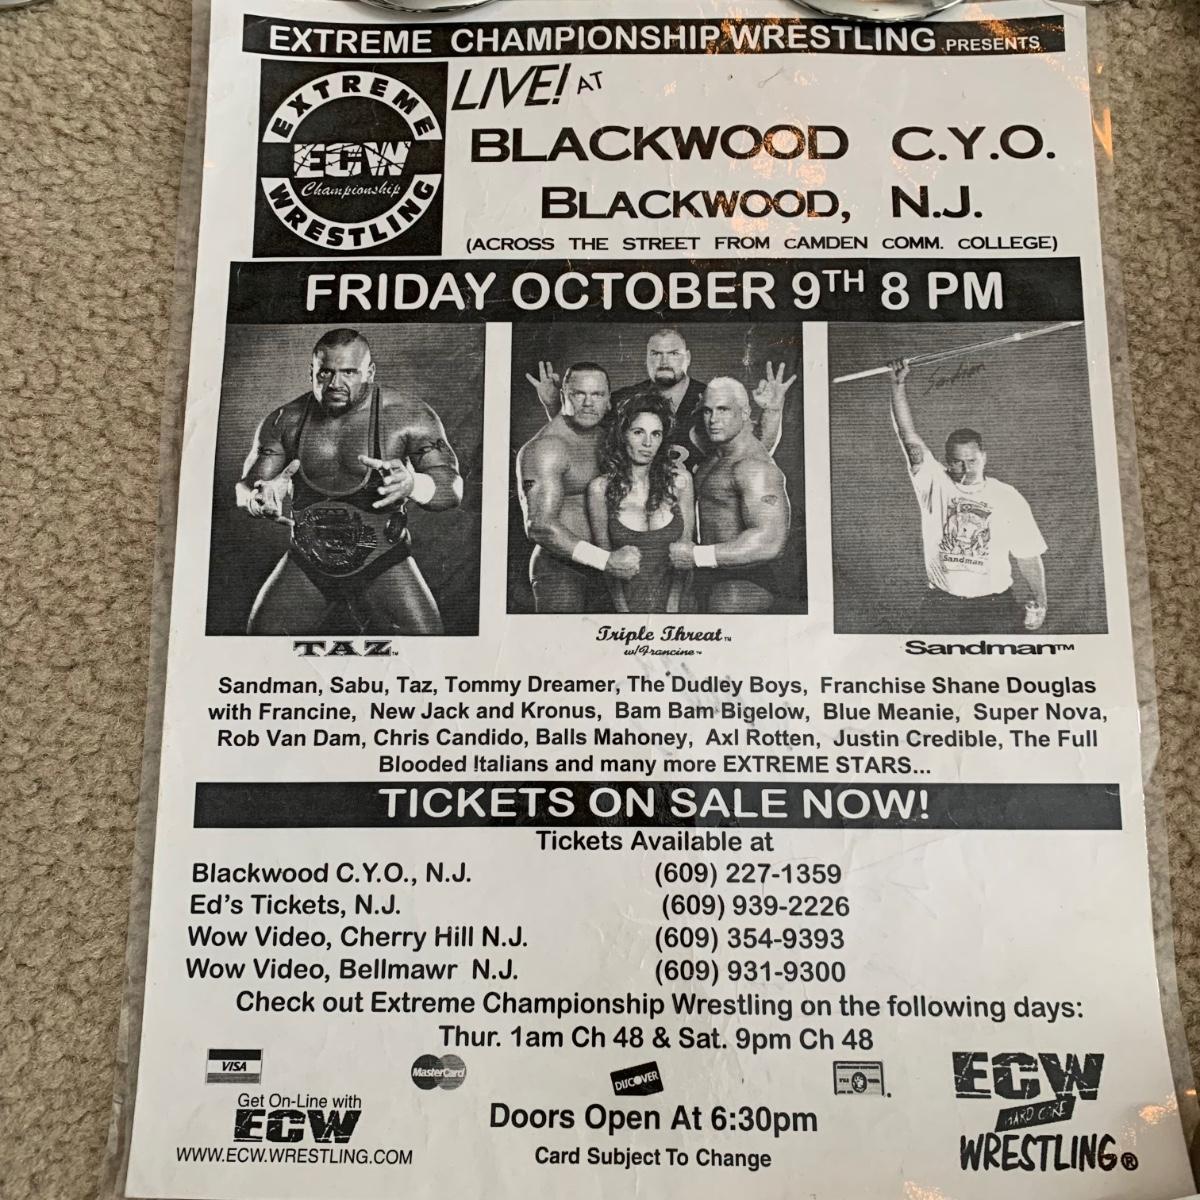 EXTREME CHAMPIONSHIP WRESTLING PRESENTS
EXTREME
ECW
Championship
WRESTLING
LIVE! AT
BLACKWOOD C.Y.O.
BLACKWOOD, N.J.
(ACROSS THE STREET FROM CAMDEN COMM. COLLEGE)
FRIDAY OCTOBER 9TH 8 PM
Sandman
Sandman
TAZ™
Triple Threat™
w/Francine™
Sandman™
Sandman, Sabu, Taz, Tommy Dreamer, The Dudley Boys, Franchise Shane Douglas
with Francine, New Jack and Kronus, Bam Bam Bigelow, Blue Meanie, Super Nova,
Rob Van Dam, Chris Candido, Balls Mahoney, Axl Rotten, Justin Credible, The Full
Blooded Italians and many more EXTREME STARS...
TICKETS ON SALE NOW!
Tickets Available at
Blackwood C.Y.O., N.J. (609) 227-1359
Ed's Tickets, N.J. (609) 939-2226
Wow Video, Cherry Hill N.J. (609) 354-9393
Wow Video, Bellmawr N.J. (609) 931-9300
Check out Extreme Championship Wrestling on the following days:
Thur. 1am Ch 48 & Sat. 9pm Ch 48
VISA
MasterCard
DISCOVER
Get On-Line with
ECW
WWW.ECW.WRESTLING.COM
Doors Open At 6:30pm
Card Subject To Change
ECW
HARD CORE
WRESTLING®